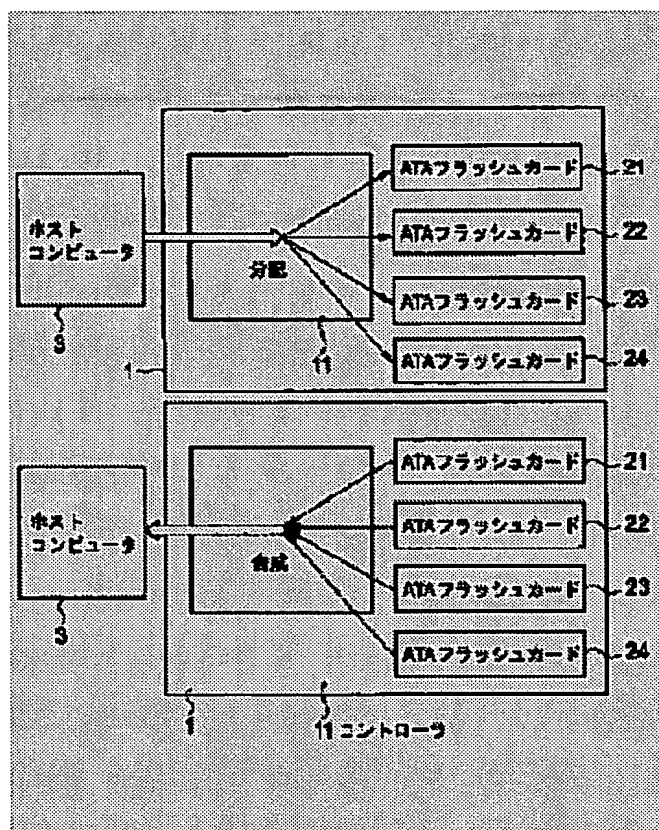 ATAフラッシュカード 21
ホスト
コンピュータ
ATAフラッシュカード 22
分配
ATAフラッシュカード 23
3
11
1
ATAフラッシュカード 24
ATAフラッシュカード 21
ホスト
コンピュータ
ATAフラッシュカード 22
合成
ATAフラッシュカード 23
3
ATAフラッシュカード 24
1
11 コントローラ